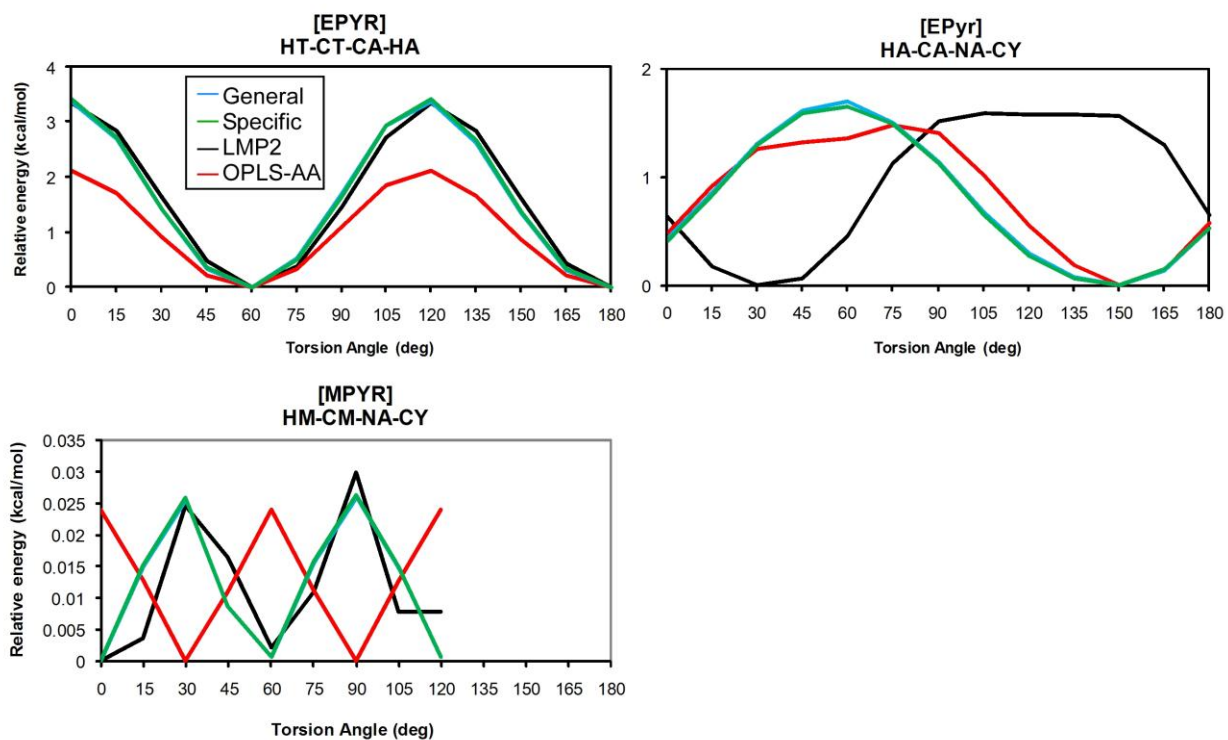 [EPYR]
HT-CT-CA-HA
Relative energy (kcal/mol)
4
3
2
1
0
General
Specific
LMP2
OPLS-AA
0 15 30 45 60 75 90 105 120 135 150 165 180
Torsion Angle (deg)
[EPyr]
HA-CA-NA-CY
2
1
0
0 15 30 45 60 75 90 105 120 135 150 165 180
Torsion Angle (deg)
[MPYR]
HM-CM-NA-CY
Relative energy (kcal/mol)
0.035
0.03
0.025
0.02
0.015
0.01
0.005
0
0 15 30 45 60 75 90 105 120 135 150 165 180
Torsion Angle (deg)